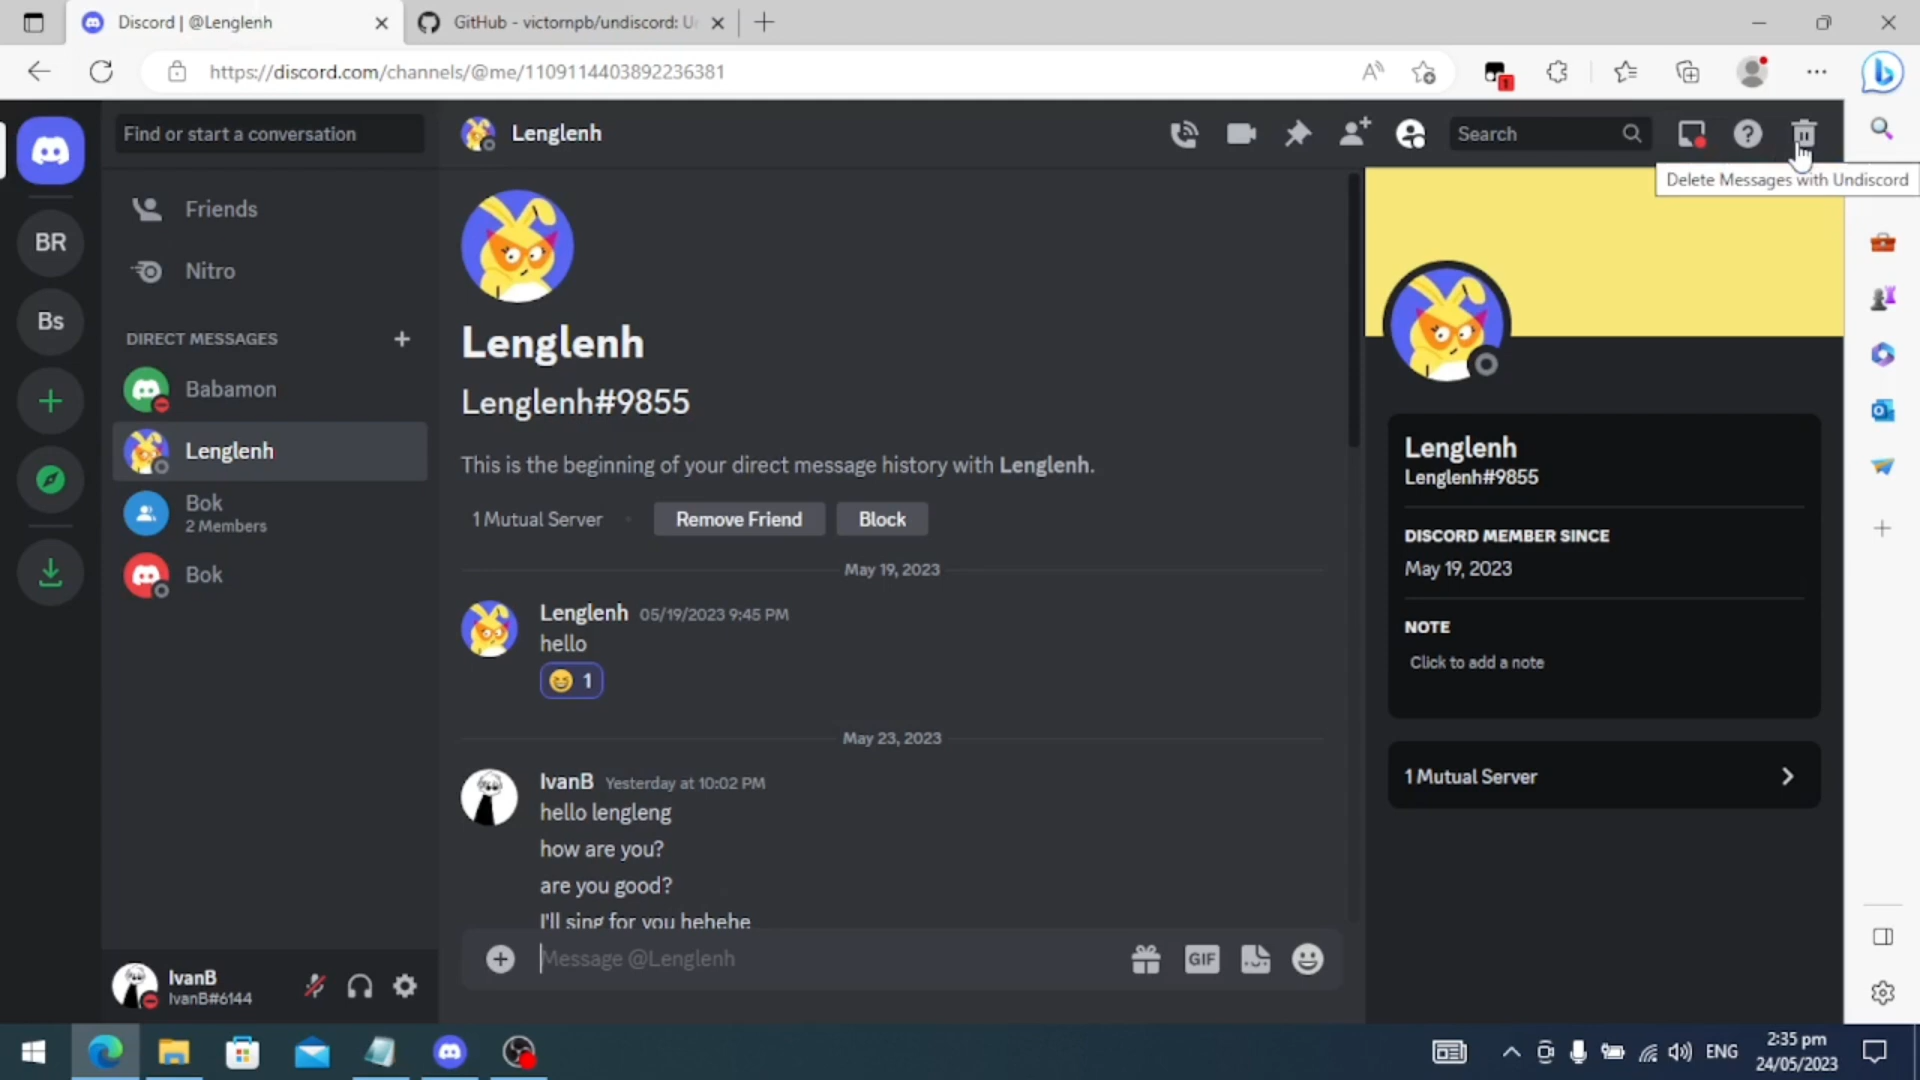 Discord | @Lenglenh
GitHub - victornpb/undiscord: U
https://discord.com/channels/@me/1109114403892236381
Find or start a conversation
Lenglenh
Search
Delete Messages with Undiscord
BR
Bs
Friends
Nitro
DIRECT MESSAGES
Babamon
Lenglenh
Bok
2 Members
Bok
IvanB
IvanB#6144
Lenglenh
Lenglenh#9855
This is the beginning of your direct message history with Lenglenh.
1 Mutual Server
Remove Friend
Block
May 19, 2023
Lenglenh 05/19/2023 9:45 PM
hello
1
May 23, 2023
IvanB Yesterday at 10:02 PM
hello lengleng
how are you?
are you good?
I'll sing for you hehehe
Message @Lenglenh
GIF
Lenglenh
Lenglenh#9855
DISCORD MEMBER SINCE
May 19, 2023
NOTE
Click to add a note
1 Mutual Server
ENG
2:35 pm
24/05/2023